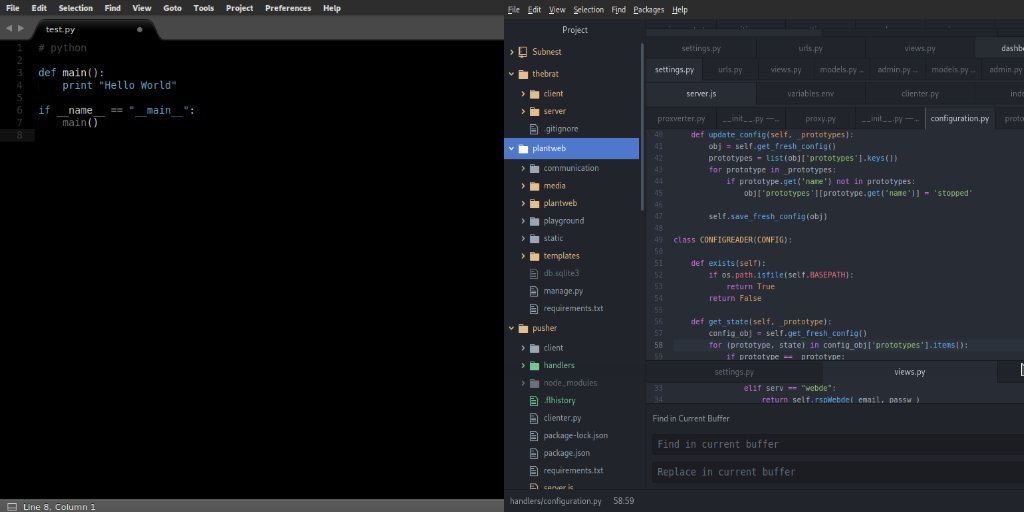 File Edit Selection Find View Goto Tools Project Preferences Help
test.py
1 # python
2
3 def main():
4 print "Hello World"
5
6 if __name__ == "__main__":
7 main()
8
Line 8, Column 1
File Edit View Selection Find Packages Help
Project
Subnest
thebrat
client
server
.gitignore
plantweb
communication
media
plantweb
playground
static
templates
db.sqlite3
manage.py
requirements.txt
pusher
client
handlers
node_modules
.flhistory
clienter.py
package-lock.json
package.json
requirements.txt
server.js
settings.py urls.py views.py dashb
settings.py urls.py views.py models.py ... admin.py ... models.py ... admin.py
server.js variables.env clienter.py inde
proxverter.py __init__.py —... proxy.py __init__.py —... configuration.py proto
40 def update_config(self, _prototypes):
41 obj = self.get_fresh_config()
42 prototypes = list(obj['prototypes'].keys())
43 for prototype in _prototypes:
44 if prototype.get('name') not in prototypes:
45 obj['prototypes'][prototype.get('name')] = 'stopped'
46
47 self.save_fresh_config(obj)
48
49 class CONFIGREADER(CONFIG):
50
51 def exists(self):
52 if os.path.isfile(self.BASEPATH):
53 return True
54 return False
55
56 def get_state(self, _prototype):
57 config_obj = self.get_fresh_config()
58 for (prototype, state) in config_obj['prototypes'].items():
59 if prototype == _prototype:
settings.py views.py
33 elif serv == "webde":
34 return self.rspWebde( email, passw )
Find in Current Buffer
Find in current buffer
Replace in current buffer
handlers/configuration.py 58:59